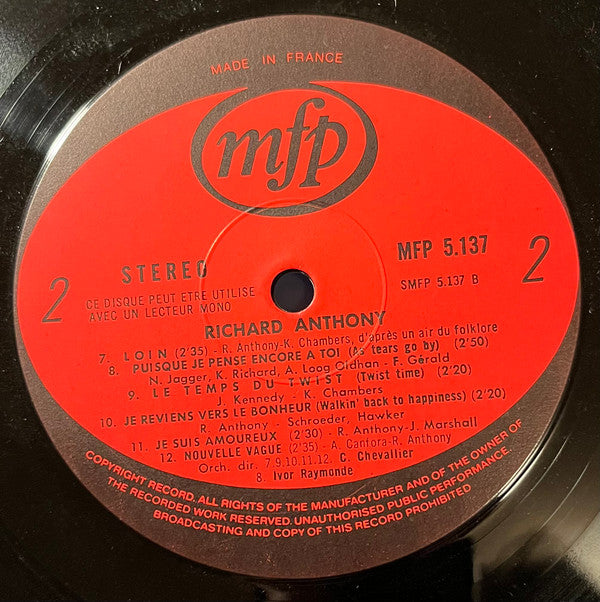 MADE IN FRANCE
mfp
2 STEREO MFP 5.137 2
SMFP 5.137 B
CE DISQUE PEUT ETRE UTILISE
AVEC UN LECTEUR MONO
RICHARD ANTHONY
7. LOIN (2'35) - R. Anthony-K. Chambers, d'après un air du folklore
8. PUISQUE JE PENSE ENCORE A TOI (As tears go by) (2'50)
N. Jagger, K. Richard, A. Loog Oldhan - F. Gérald
9. LE TEMPS DU TWIST (Twist time) (2'20)
J. Kennedy - K. Chambers
10. JE REVIENS VERS LE BONHEUR (Walkin' back to happiness) (2'20)
R. Anthony - Schroeder, Hawker
11. JE SUIS AMOUREUX (2'30) - R. Anthony-J. Marshall
12. NOUVELLE VAGUE (2'15) - A. Cantora-R. Anthony
Orch. dir. 7.9.10.11.12. C. Chevallier
8. Ivor Raymonde
COPYRIGHT RECORD. ALL RIGHTS OF THE MANUFACTURER AND OF THE OWNER OF
THE RECORDED WORK RESERVED. UNAUTHORISED PUBLIC PERFORMANCE.
BROADCASTING AND COPY OF THIS RECORD PROHIBITED